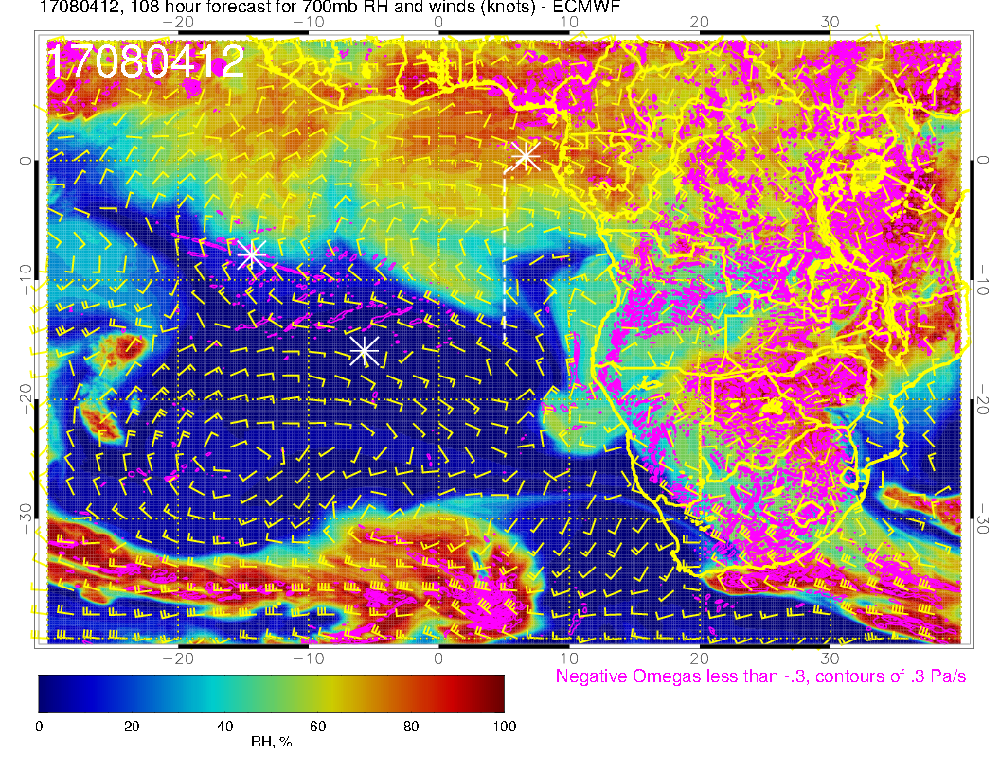 17080412, 108 hour forecast for 700mb RH and winds (knots) - ECMWF
−20 −10 0 10 20 30
17080412
0 0
−10 −10
−20 −20
−30 −30
−20 −10 0 10 20 30
Negative Omegas less than -.3, contours of .3 Pa/s
0 20 40 60 80 100
RH, %